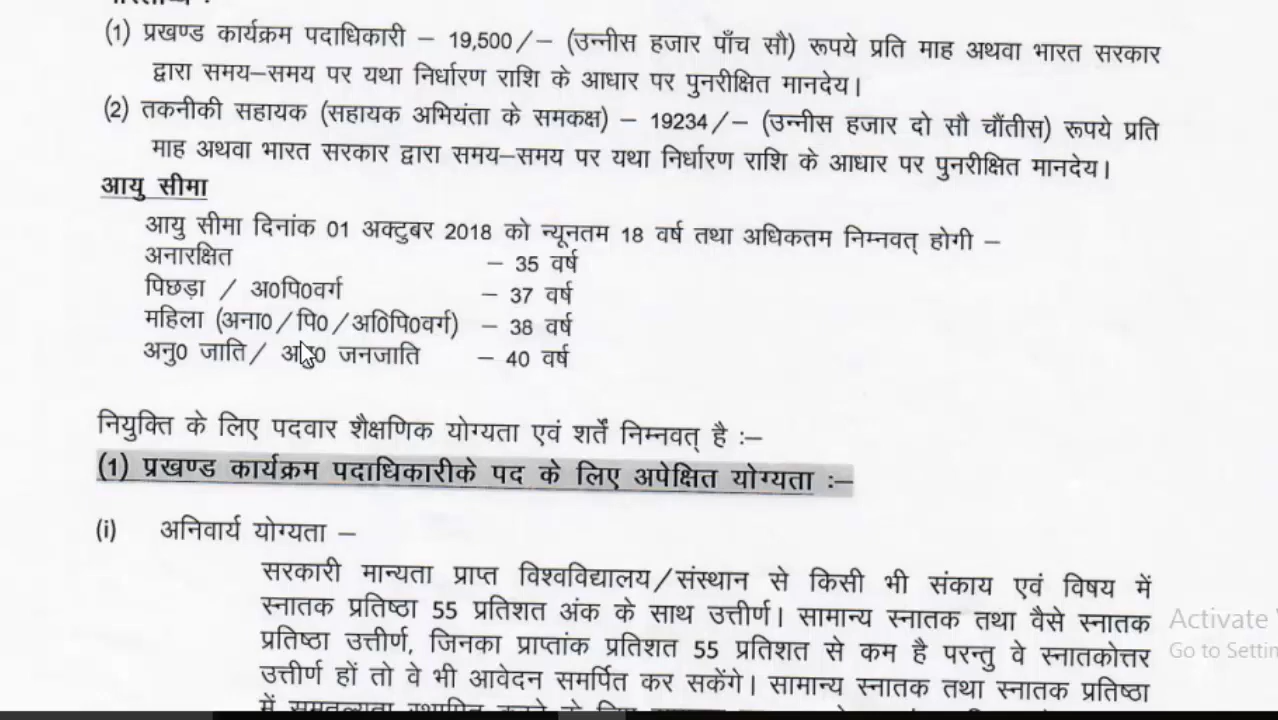 (1) प्रखण्ड कार्यक्रम पदाधिकारी – 19,500/– (उन्नीस हजार पाँच सौ) रूपये प्रति माह अथवा भारत सरकार
द्वारा समय–समय पर यथा निर्धारण राशि के आधार पर पुनरीक्षित मानदेय।
(2) तकनीकी सहायक (सहायक अभियंता के समकक्ष) – 19234/– (उन्नीस हजार दो सौ चौंतीस) रूपये प्रति
माह अथवा भारत सरकार द्वारा समय–समय पर यथा निर्धारण राशि के आधार पर पुनरीक्षित मानदेय।
आयु सीमा
आयु सीमा दिनांक 01 अक्टुबर 2018 को न्यूनतम 18 वर्ष तथा अधिकतम निम्नवत् होगी –
अनारक्षित – 35 वर्ष
पिछड़ा / अ0पि0वर्ग – 37 वर्ष
महिला (अना0/पि0/अ0िपि0वर्ग) – 38 वर्ष
अनु0 जाति/ जनजाति – 40 वर्ष
नियुक्ति के लिए पदवार शैक्षणिक योग्यता एवं शर्तें निम्नवत् है :–
(1) प्रखण्ड कार्यक्रम पदाधिकारीके पद के लिए अपेक्षित योग्यता :–
(i) अनिवार्य योग्यता –
सरकारी मान्यता प्राप्त विश्वविद्यालय/संस्थान से किसी भी संकाय एवं विषय में
स्नातक प्रतिष्ठा 55 प्रतिशत अंक के साथ उत्तीर्ण। सामान्य स्नातक तथा वैसे स्नातक
प्रतिष्ठा उत्तीर्ण, जिनका प्राप्तांक प्रतिशत 55 प्रतिशत से कम है परन्तु वे स्नातकोत्तर
उत्तीर्ण हों तो वे भी आवेदन समर्पित कर सकेंगे। सामान्य स्नातक तथा स्नातक प्रतिष्ठा
Activate
Go to Settin